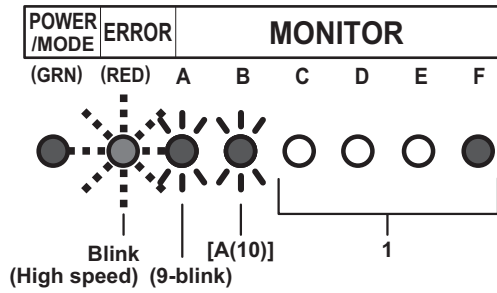 POWER /MODE ERROR MONITOR
(GRN) (RED) A B C D E F
Blink (High speed) (9-blink) [A(10)] 1